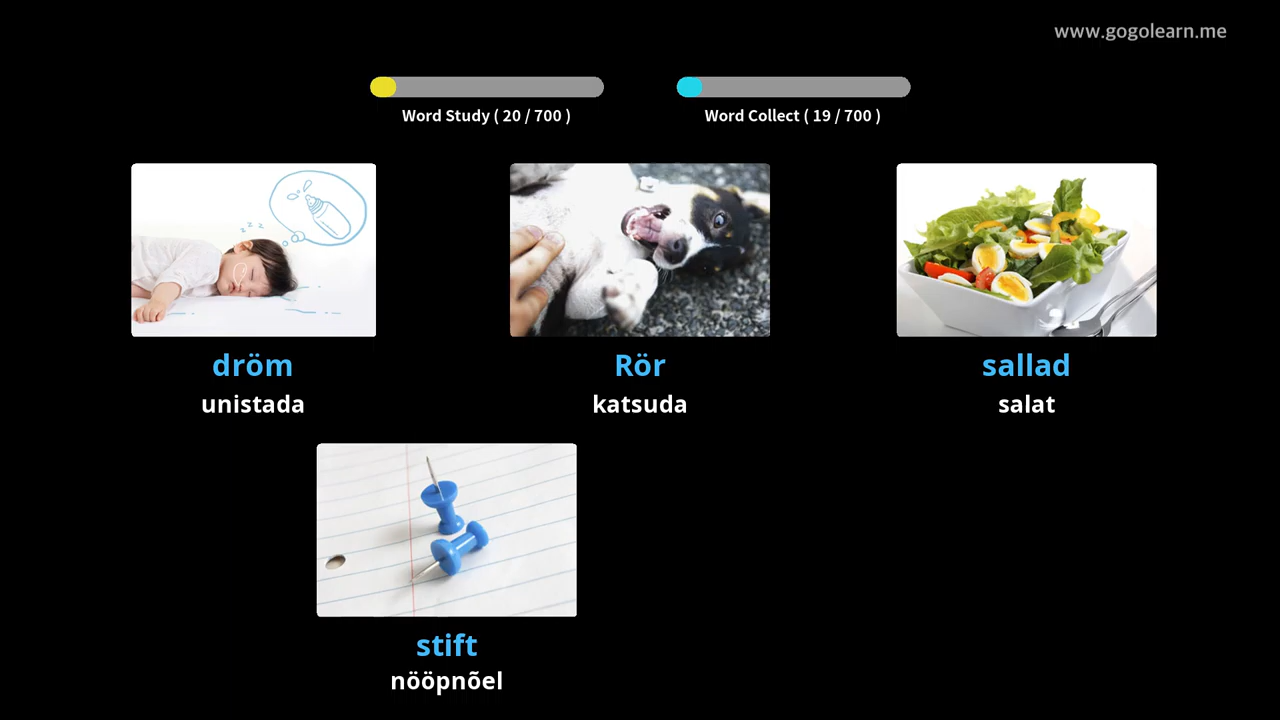 www.gogolearn.me
Word Study ( 20 / 700 )
Word Collect ( 19 / 700 )
z z z
dröm
unistada
Rör
katsuda
sallad
salat
stift
nööpnõel